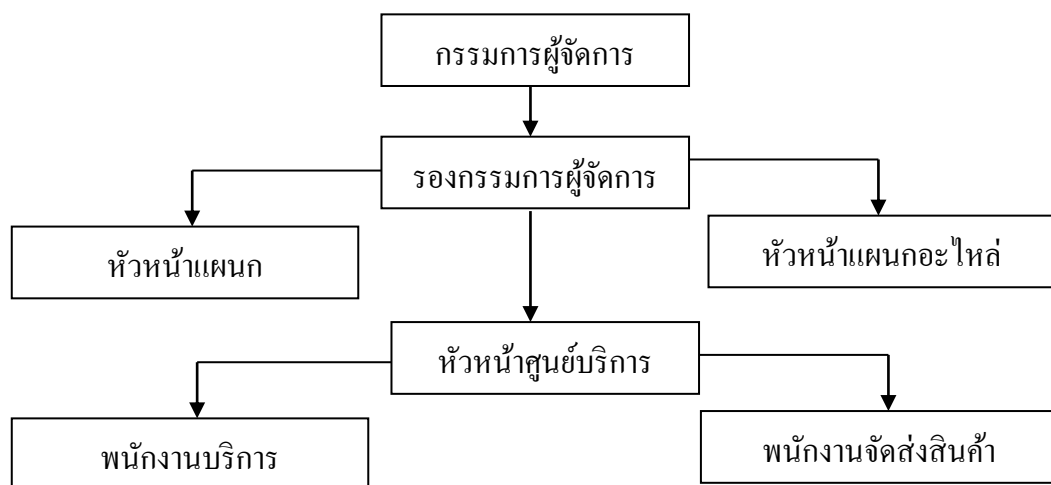 กรรมการผู้จัดการ
รองกรรมการผู้จัดการ
หัวหน้าแผนก
หัวหน้าแผนกอะไหล่
หัวหน้าศูนย์บริการ
พนักงานบริการ
พนักงานจัดส่งสินค้า